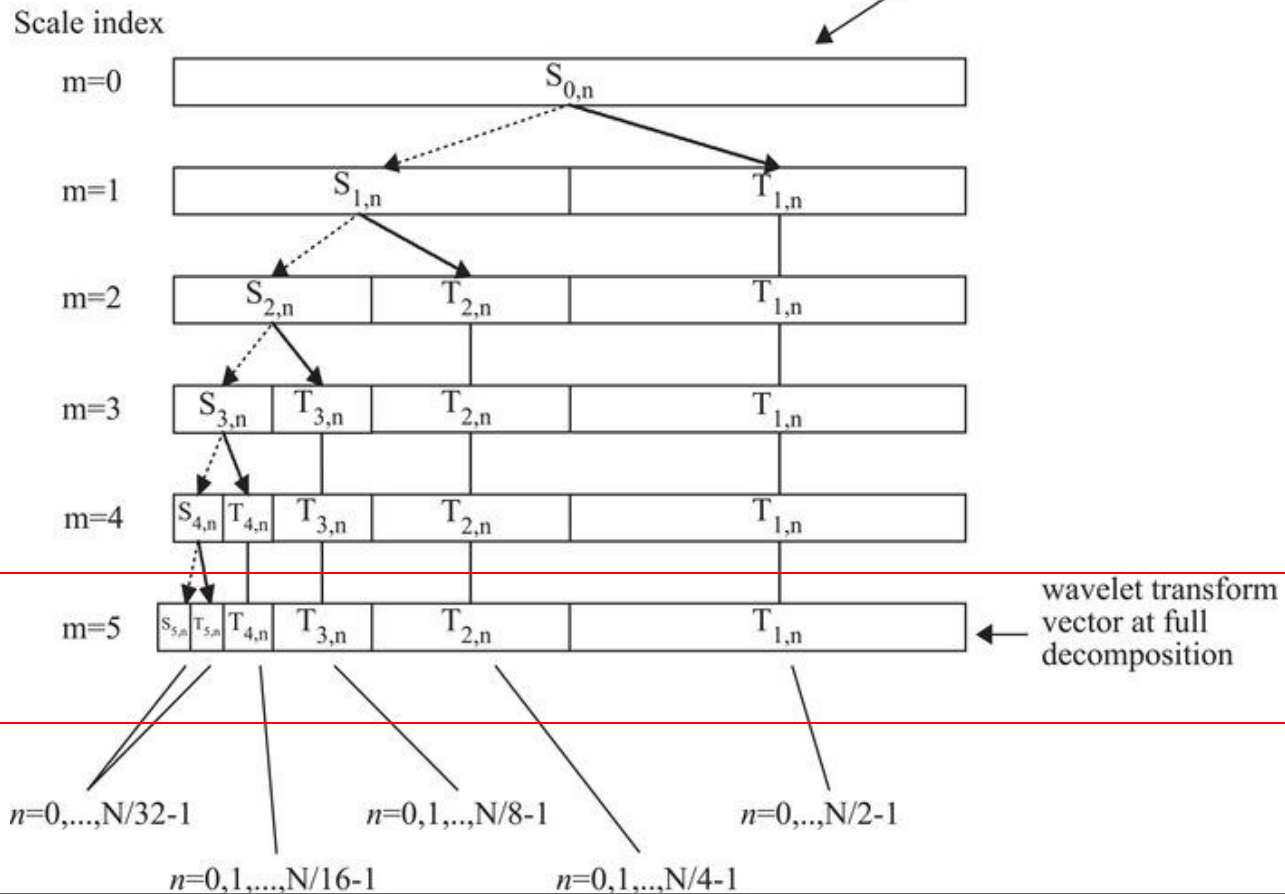 Scale index
m=0
S0,n
m=1
S1,n
T1,n
m=2
S2,n
T2,n
T1,n
m=3
S3,n
T3,n
T2,n
T1,n
m=4
S4,n
T4,n
T3,n
T2,n
T1,n
m=5
S5,n
T5,n
T4,n
T3,n
T2,n
T1,n
wavelet transform
vector at full
decomposition
n=0,...,N/32-1
n=0,1,..,N/8-1
n=0,..,N/2-1
n=0,1,...,N/16-1
n=0,1,..,N/4-1